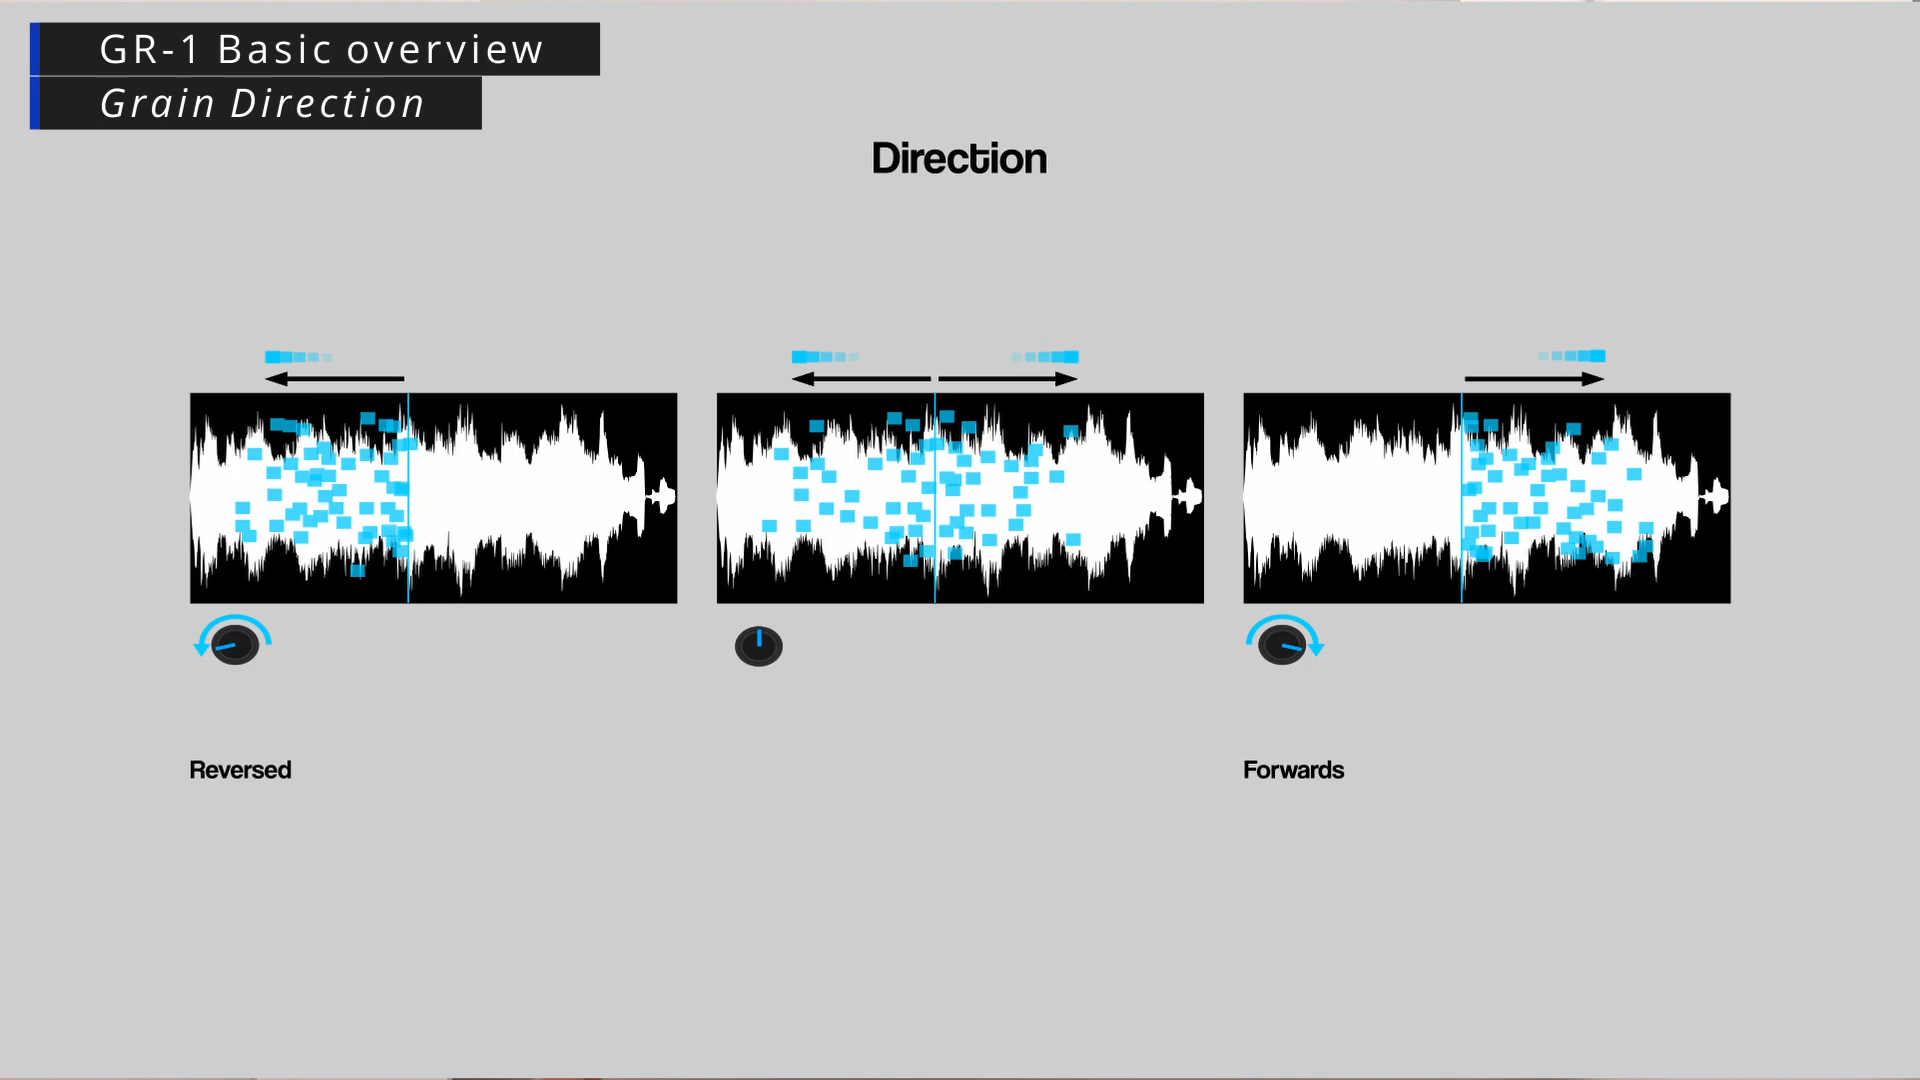 GR-1 Basic overview
Grain Direction
Direction
Reversed
Forwards